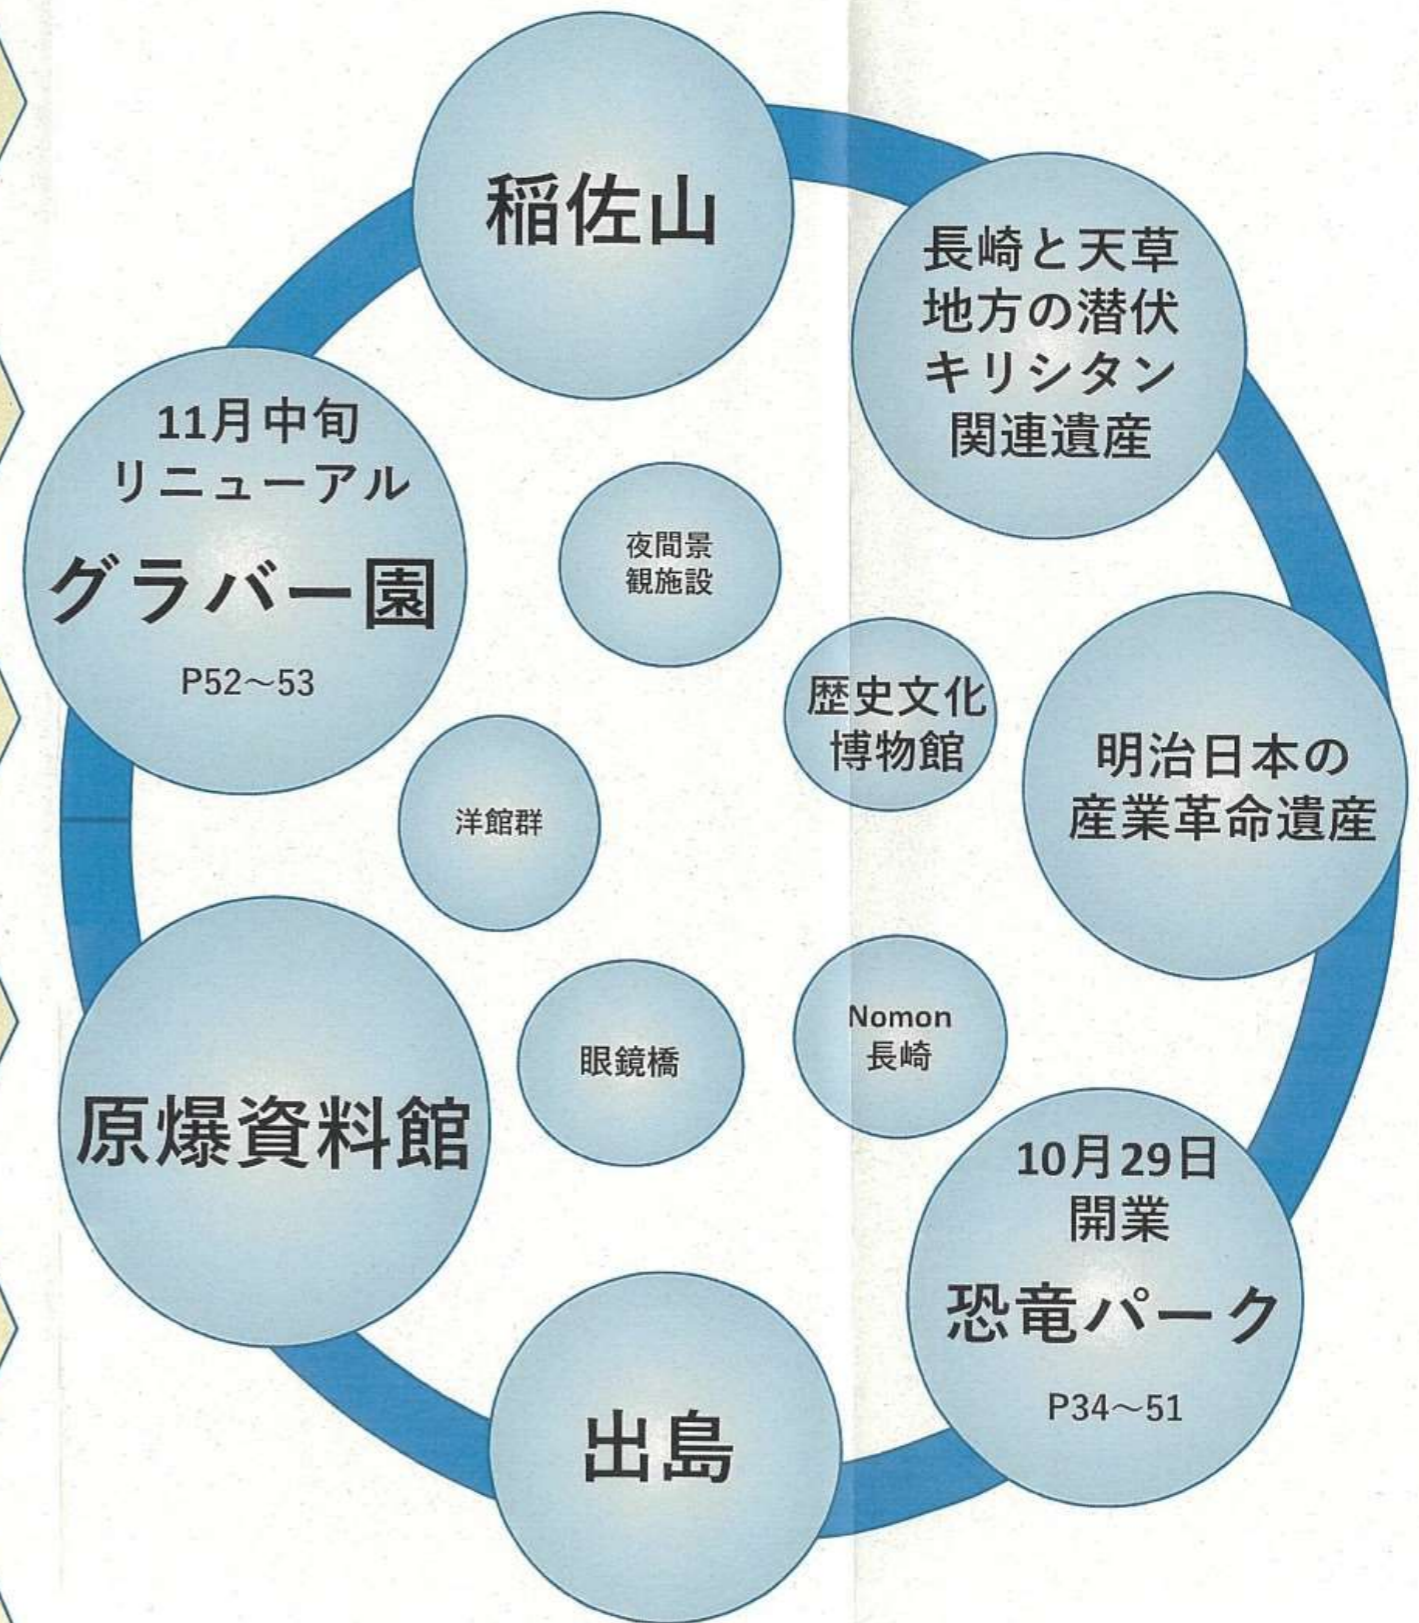 稲佐山
長崎と天草
地方の潜伏
キリシタン
関連遺産
11月中旬
リニューアル
グラバー園
P52～53
夜間景
観施設
歴史文化
博物館
明治日本の
産業革命遺産
洋館群
原爆資料館
眼鏡橋
Nomon
長崎
10月29日
開業
恐竜パーク
P34～51
出島